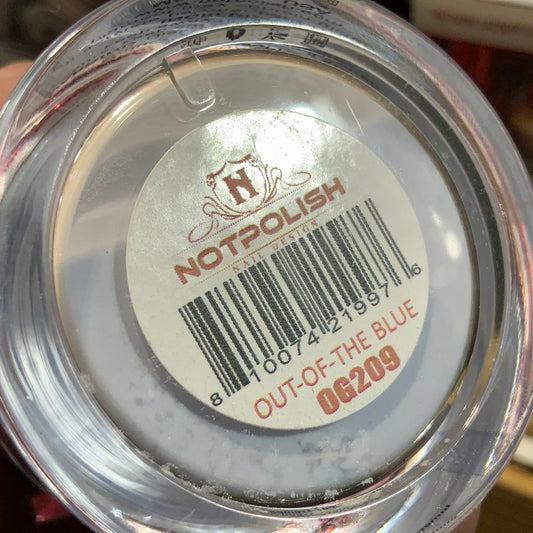 N
NOTPOLISH
NAIL DESIGN
8 10074 21997 6
OUT-OF-THE BLUE
OG209